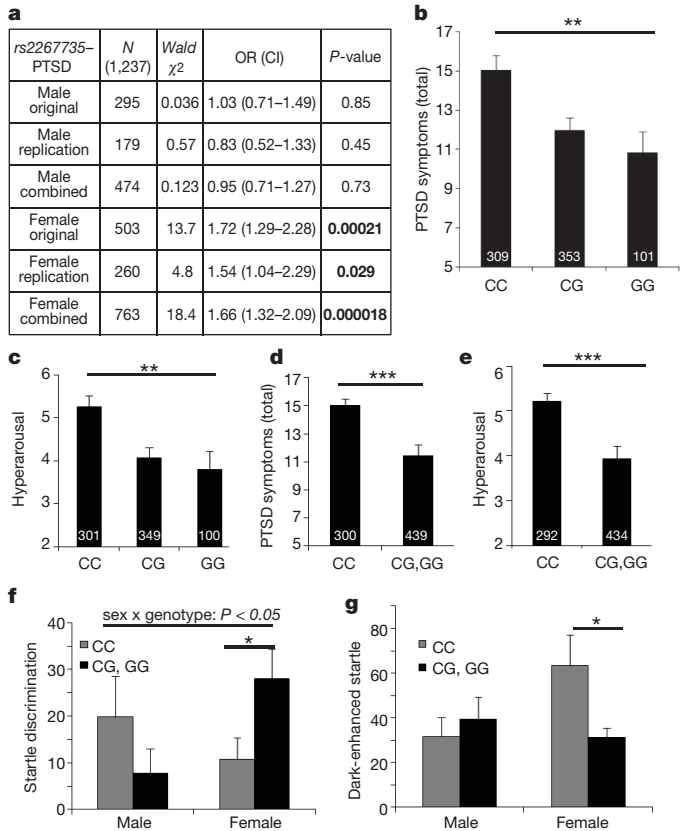 a
rs2267735–
PTSD
N
(1,237)
Wald
χ2
OR (CI)
P-value
Male
original
295
0.036
1.03 (0.71–1.49)
0.85
Male
replication
179
0.57
0.83 (0.52–1.33)
0.45
Male
combined
474
0.123
0.95 (0.71–1.27)
0.73
Female
original
503
13.7
1.72 (1.29–2.28)
0.00021
Female
replication
260
4.8
1.54 (1.04–2.29)
0.029
Female
combined
763
18.4
1.66 (1.32–2.09)
0.000018
b
PTSD symptoms (total)
17
15
13
11
9
7
5
**
309
353
101
CC
CG
GG
c
Hyperarousal
6
5
4
3
2
**
301
349
100
CC
CG
GG
d
PTSD symptoms (total)
17
15
13
11
9
7
5
***
300
439
CC
CG,GG
e
Hyperarousal
6
5
4
3
2
***
292
434
CC
CG,GG
f
Startle discrimination
40
30
20
10
0
sex x genotype: P < 0.05
*
CC
CG, GG
Male
Female
g
Dark-enhanced startle
80
60
40
20
0
*
CC
CG, GG
Male
Female